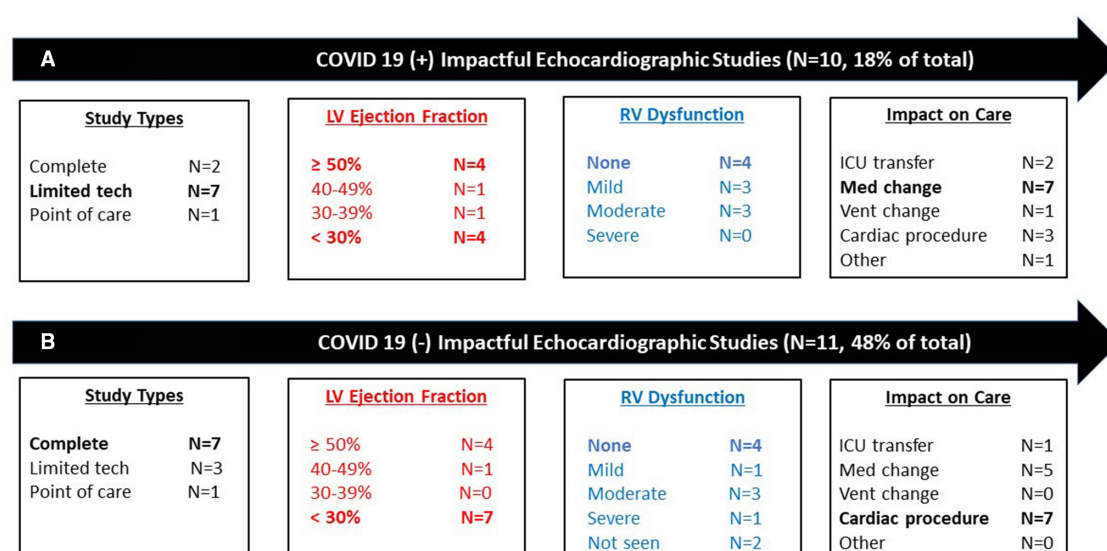 A
COVID 19 (+) Impactful Echocardiographic Studies (N=10, 18% of total)
Study Types
Complete N=2
Limited tech N=7
Point of care N=1
LV Ejection Fraction
≥ 50% N=4
40-49% N=1
30-39% N=1
< 30% N=4
RV Dysfunction
None N=4
Mild N=3
Moderate N=3
Severe N=0
Impact on Care
ICU transfer N=2
Med change N=7
Vent change N=1
Cardiac procedure N=3
Other N=1
B
COVID 19 (-) Impactful Echocardiographic Studies (N=11, 48% of total)
Study Types
Complete N=7
Limited tech N=3
Point of care N=1
LV Ejection Fraction
≥ 50% N=4
40-49% N=1
30-39% N=0
< 30% N=7
RV Dysfunction
None N=4
Mild N=1
Moderate N=3
Severe N=1
Not seen N=2
Impact on Care
ICU transfer N=1
Med change N=5
Vent change N=0
Cardiac procedure N=7
Other N=0